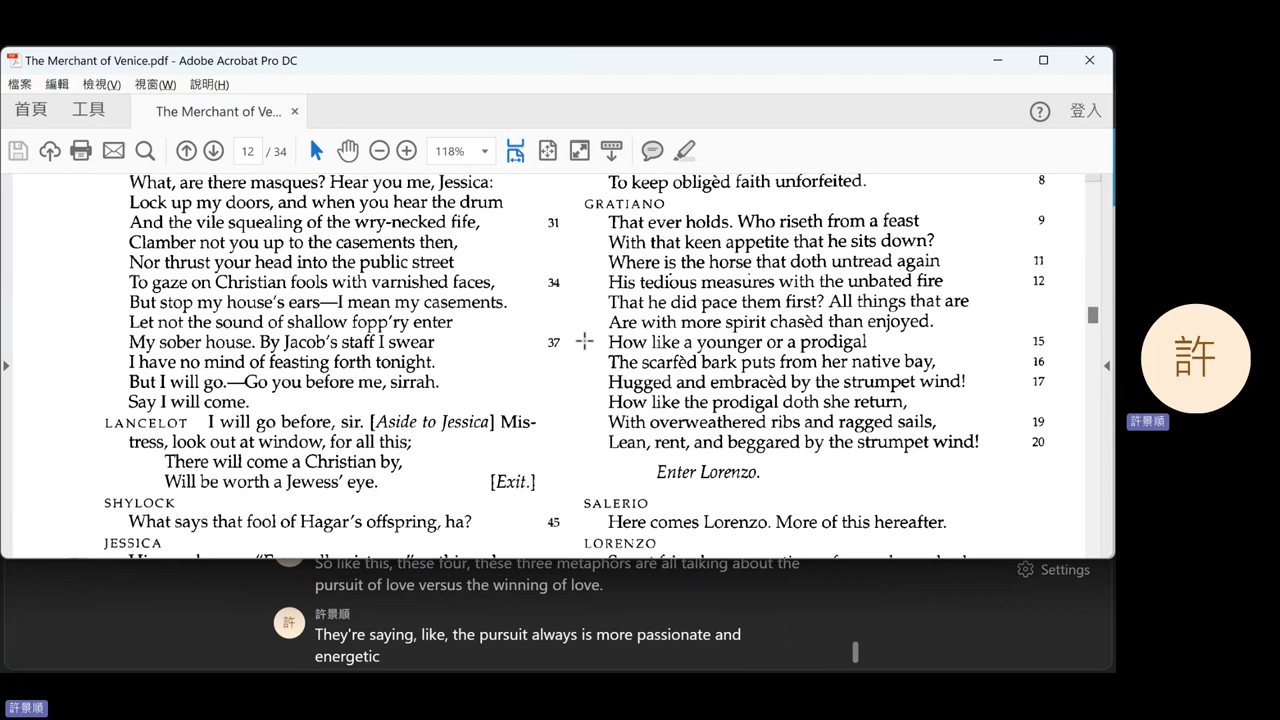 The Merchant of Venice.pdf - Adobe Acrobat Pro DC
檔案 編輯 檢視(V) 視窗(W) 說明(H)
首頁 工具 The Merchant of Ve... × 登入
12 / 34 118%
What, are there masques? Hear you me, Jessica:
Lock up my doors, and when you hear the drum
And the vile squealing of the wry-necked fife, 31
Clamber not you up to the casements then,
Nor thrust your head into the public street
To gaze on Christian fools with varnished faces, 34
But stop my house's ears—I mean my casements.
Let not the sound of shallow fopp'ry enter
My sober house. By Jacob's staff I swear 37
I have no mind of feasting forth tonight.
But I will go.—Go you before me, sirrah.
Say I will come.
LANCELOT I will go before, sir. [Aside to Jessica] Mis-
tress, look out at window, for all this;
There will come a Christian by,
Will be worth a Jewess' eye. [Exit.]
SHYLOCK
What says that fool of Hagar's offspring, ha? 45
JESSICA
To keep obligèd faith unforfeited. 8
GRATIANO
That ever holds. Who riseth from a feast 9
With that keen appetite that he sits down?
Where is the horse that doth untread again 11
His tedious measures with the unbated fire 12
That he did pace them first? All things that are
Are with more spirit chasèd than enjoyed.
How like a younger or a prodigal 15
The scarfèd bark puts from her native bay, 16
Hugged and embracèd by the strumpet wind! 17
How like the prodigal doth she return,
With overweathered ribs and ragged sails, 19
Lean, rent, and beggared by the strumpet wind! 20
Enter Lorenzo.
SALERIO
Here comes Lorenzo. More of this hereafter.
LORENZO
So like this, these four, these three metaphors are all talking about the
pursuit of love versus the winning of love.
Settings
許 許景順
They're saying, like, the pursuit always is more passionate and
energetic
許
許景順
許景順